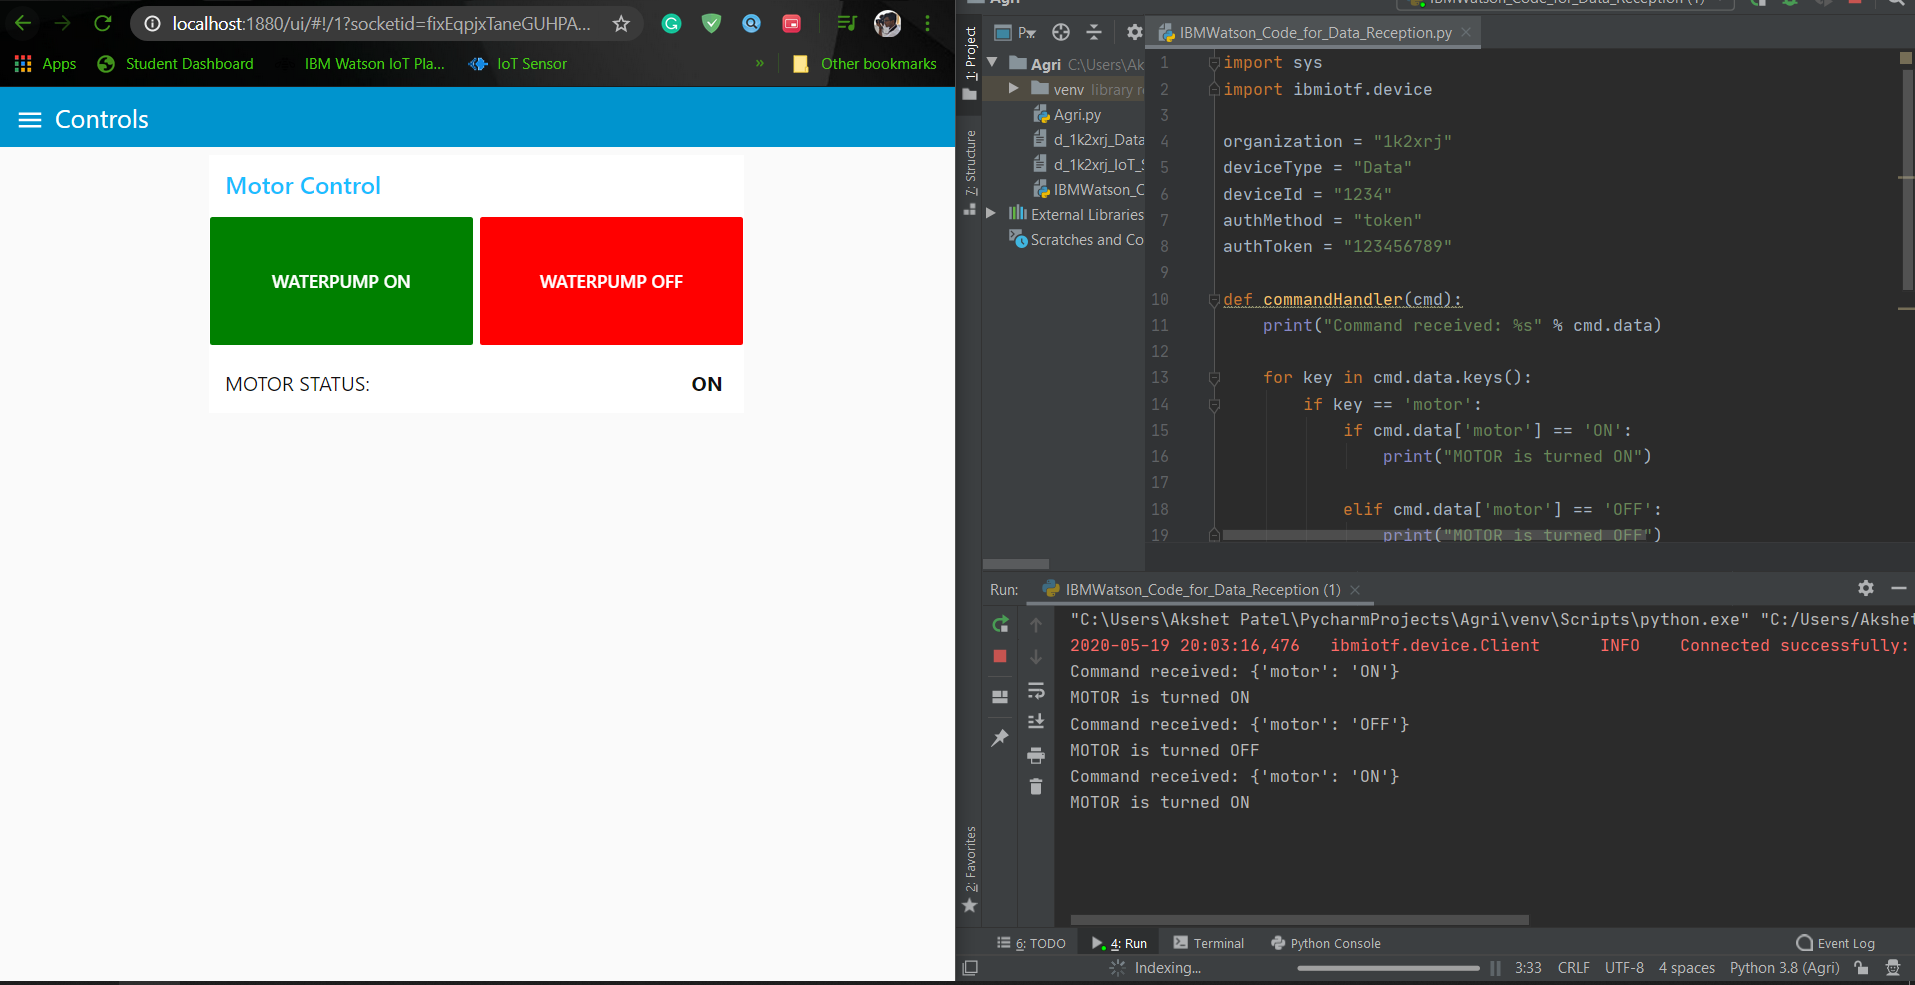 localhost:1880/ui/#!/1?socketid=fixEqpjxTaneGUHPA...
Apps
Student Dashboard
IBM Watson IoT Pla...
IoT Sensor
»
Other bookmarks
Controls
Motor Control
WATERPUMP ON
WATERPUMP OFF
MOTOR STATUS:
ON
Agri
IBMWatson_Code_for_Data_Reception (1)
1: Project
7: Structure
2: Favorites
P
Agri C:\Users\Ak
venv library r
Agri.py
d_1k2xrj_Data
d_1k2xrj_IoT_S
IBMWatson_C
External Libraries
Scratches and Co
IBMWatson_Code_for_Data_Reception.py
1 import sys
2 import ibmiotf.device
3
4 organization = "1k2xrj"
5 deviceType = "Data"
6 deviceId = "1234"
7 authMethod = "token"
8 authToken = "123456789"
9
10 def commandHandler(cmd):
11 print("Command received: %s" % cmd.data)
12
13 for key in cmd.data.keys():
14 if key == 'motor':
15 if cmd.data['motor'] == 'ON':
16 print("MOTOR is turned ON")
17
18 elif cmd.data['motor'] == 'OFF':
19 print("MOTOR is turned OFF")
Run: IBMWatson_Code_for_Data_Reception (1)
"C:\Users\Akshet Patel\PycharmProjects\Agri\venv\Scripts\python.exe" "C:/Users/Akshet
2020-05-19 20:03:16,476 ibmiotf.device.Client INFO Connected successfully:
Command received: {'motor': 'ON'}
MOTOR is turned ON
Command received: {'motor': 'OFF'}
MOTOR is turned OFF
Command received: {'motor': 'ON'}
MOTOR is turned ON
6: TODO
4: Run
Terminal
Python Console
Event Log
Indexing...
3:33 CRLF UTF-8 4 spaces Python 3.8 (Agri)